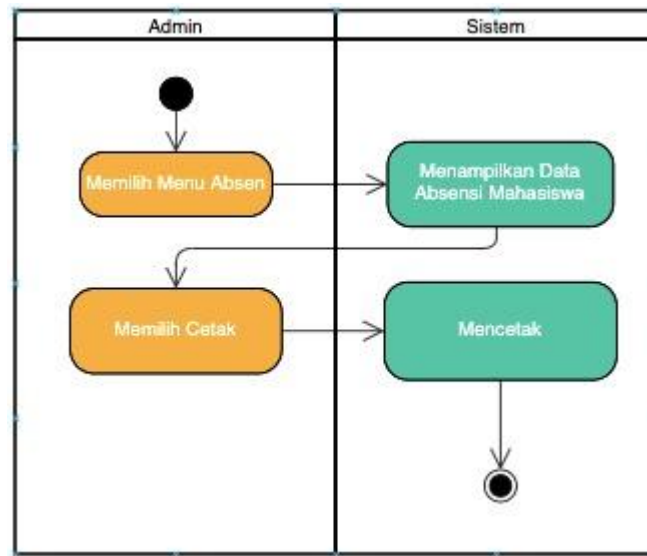 Admin
Sistem
Memilih Menu Absen
Menampilkan Data
Absensi Mahasiswa
Memilih Cetak
Mencetak